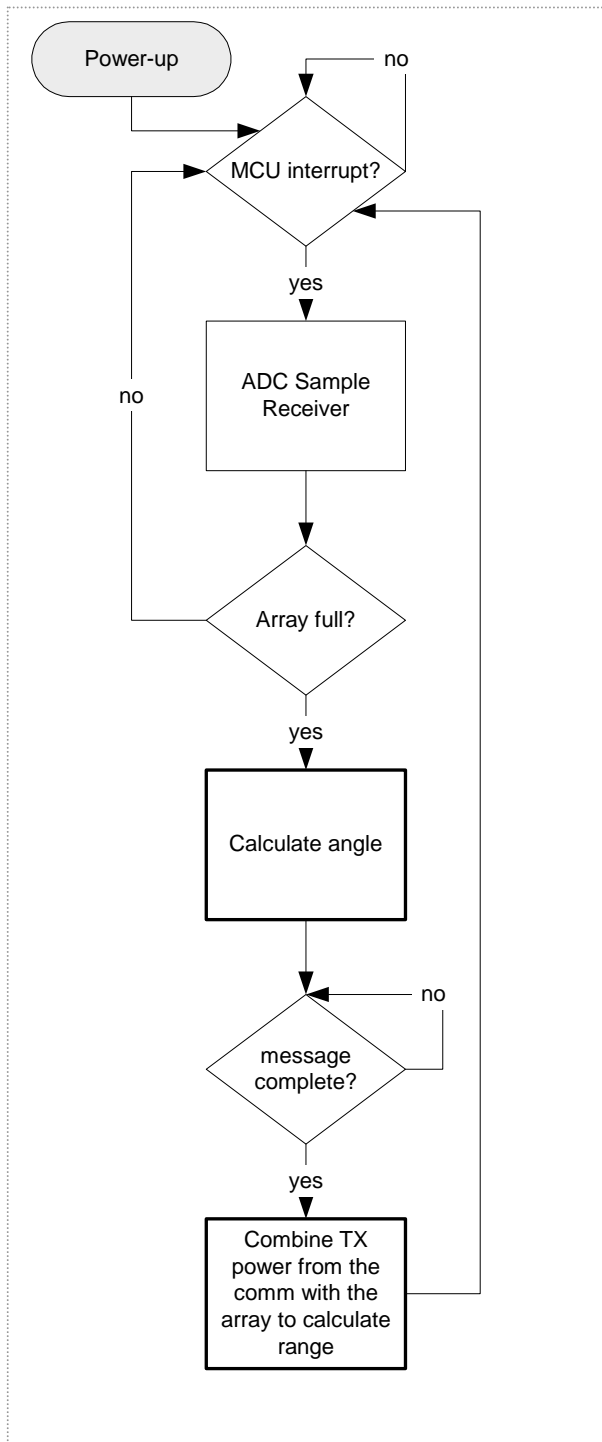 Power-up
no
MCU interrupt?
yes
ADC Sample
Receiver
no
Array full?
yes
Calculate angle
no
message
complete?
yes
Combine TX
power from the
comm with the
array to calculate
range